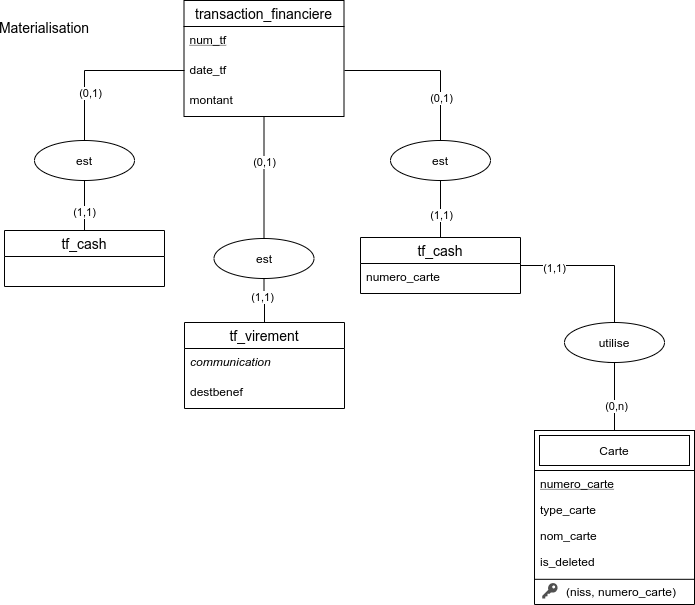 Materialisation
transaction_financiere
num_tf
date_tf
montant
(0,1)
(0,1)
(0,1)
est
est
est
(1,1)
(1,1)
(1,1)
tf_cash
tf_cash
numero_carte
(1,1)
tf_virement
communication
destbenef
utilise
(0,n)
Carte
numero_carte
type_carte
nom_carte
is_deleted
(niss, numero_carte)